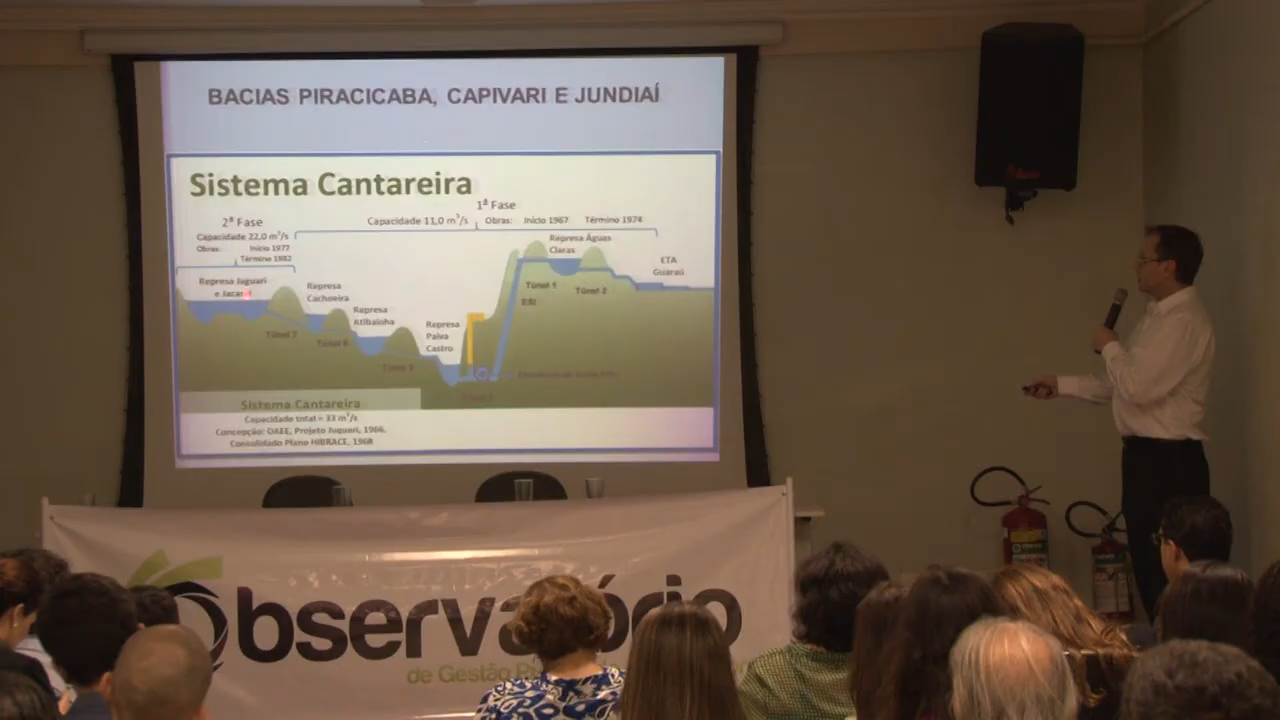 BACIAS PIRACICABA, CAPIVARI E JUNDIAÍ
Sistema Cantareira
1ª Fase
2ª Fase
Capacidade 11,0 m³/s Obras: Início 1967 Término 1974
Capacidade 22,0 m³/s
Obras: Início 1977
Término 1982
Represa Águas
Claras
ETA
Guaraú
Represa Jaguari
e Jacareí
Represa
Cachoeira
Represa
Atibainha
Represa
Paiva
Castro
Túnel 1
Túnel 2
ESI
Túnel 7
Túnel 6
Túnel 5
Sistema Cantareira
Capacidade total = 33 m³/s
Concepção: DAEE, Projeto Juqueri, 1966,
Consolidado Plano HIBRACE, 1968
Observatório
de Gestão